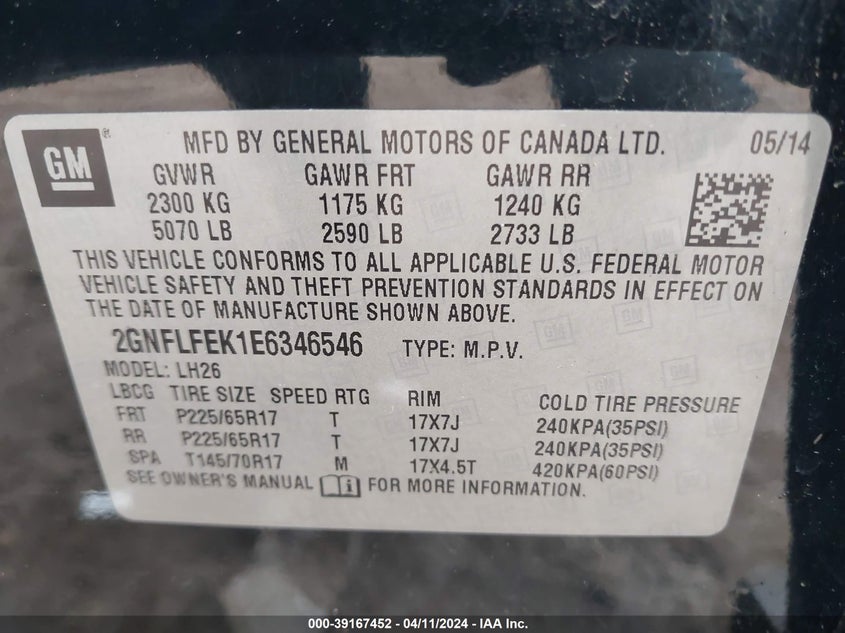 GM ®
MFD BY GENERAL MOTORS OF CANADA LTD. 05/14
GVWR GAWR FRT GAWR RR
2300 KG 1175 KG 1240 KG
5070 LB 2590 LB 2733 LB
THIS VEHICLE CONFORMS TO ALL APPLICABLE U.S. FEDERAL MOTOR
VEHICLE SAFETY AND THEFT PREVENTION STANDARDS IN EFFECT ON
THE DATE OF MANUFACTURE SHOWN ABOVE.
2GNFLFEK1E6346546 TYPE: M.P.V.
MODEL: LH26
LBCG TIRE SIZE SPEED RTG RIM COLD TIRE PRESSURE
FRT P225/65R17 T 17X7J 240KPA(35PSI)
RR P225/65R17 T 17X7J 240KPA(35PSI)
SPA T145/70R17 M 17X4.5T 420KPA(60PSI)
SEE OWNER'S MANUAL FOR MORE INFORMATION.
000-39167452 - 04/11/2024 - IAA Inc.